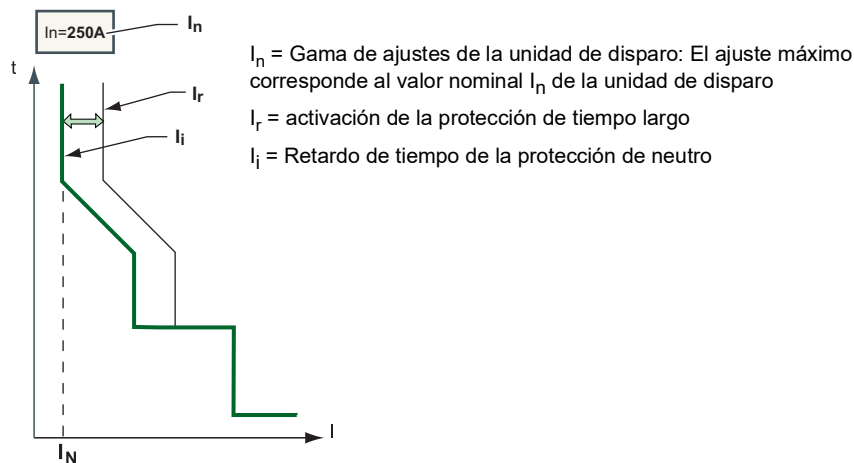 In=250A
In
t
In = Gama de ajustes de la unidad de disparo: El ajuste máximo
corresponde al valor nominal In de la unidad de disparo
Ir
Ir = activación de la protección de tiempo largo
Ii
Ii = Retardo de tiempo de la protección de neutro
I
IN